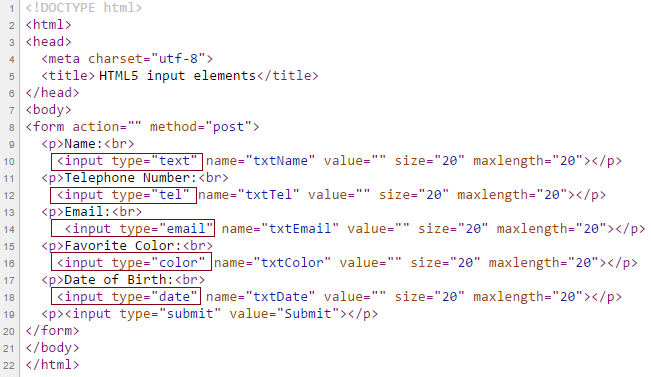 1 <!DOCTYPE html>
2 <html>
3 <head>
4 <meta charset="utf-8">
5 <title> HTML5 input elements</title>
6 </head>
7 <body>
8 <form action="" method="post">
9 <p>Name:<br>
10 <input type="text" name="txtName" value="" size="20" maxlength="20"></p>
11 <p>Telephone Number:<br>
12 <input type="tel" name="txtTel" value="" size="20" maxlength="20"></p>
13 <p>Email:<br>
14 <input type="email" name="txtEmail" value="" size="20" maxlength="20"></p>
15 <p>Favorite Color:<br>
16 <input type="color" name="txtColor" value="" size="20" maxlength="20"></p>
17 <p>Date of Birth:<br>
18 <input type="date" name="txtDate" value="" size="20" maxlength="20"></p>
19 <p><input type="submit" value="Submit"></p>
20 </form>
21 </body>
22 </html>